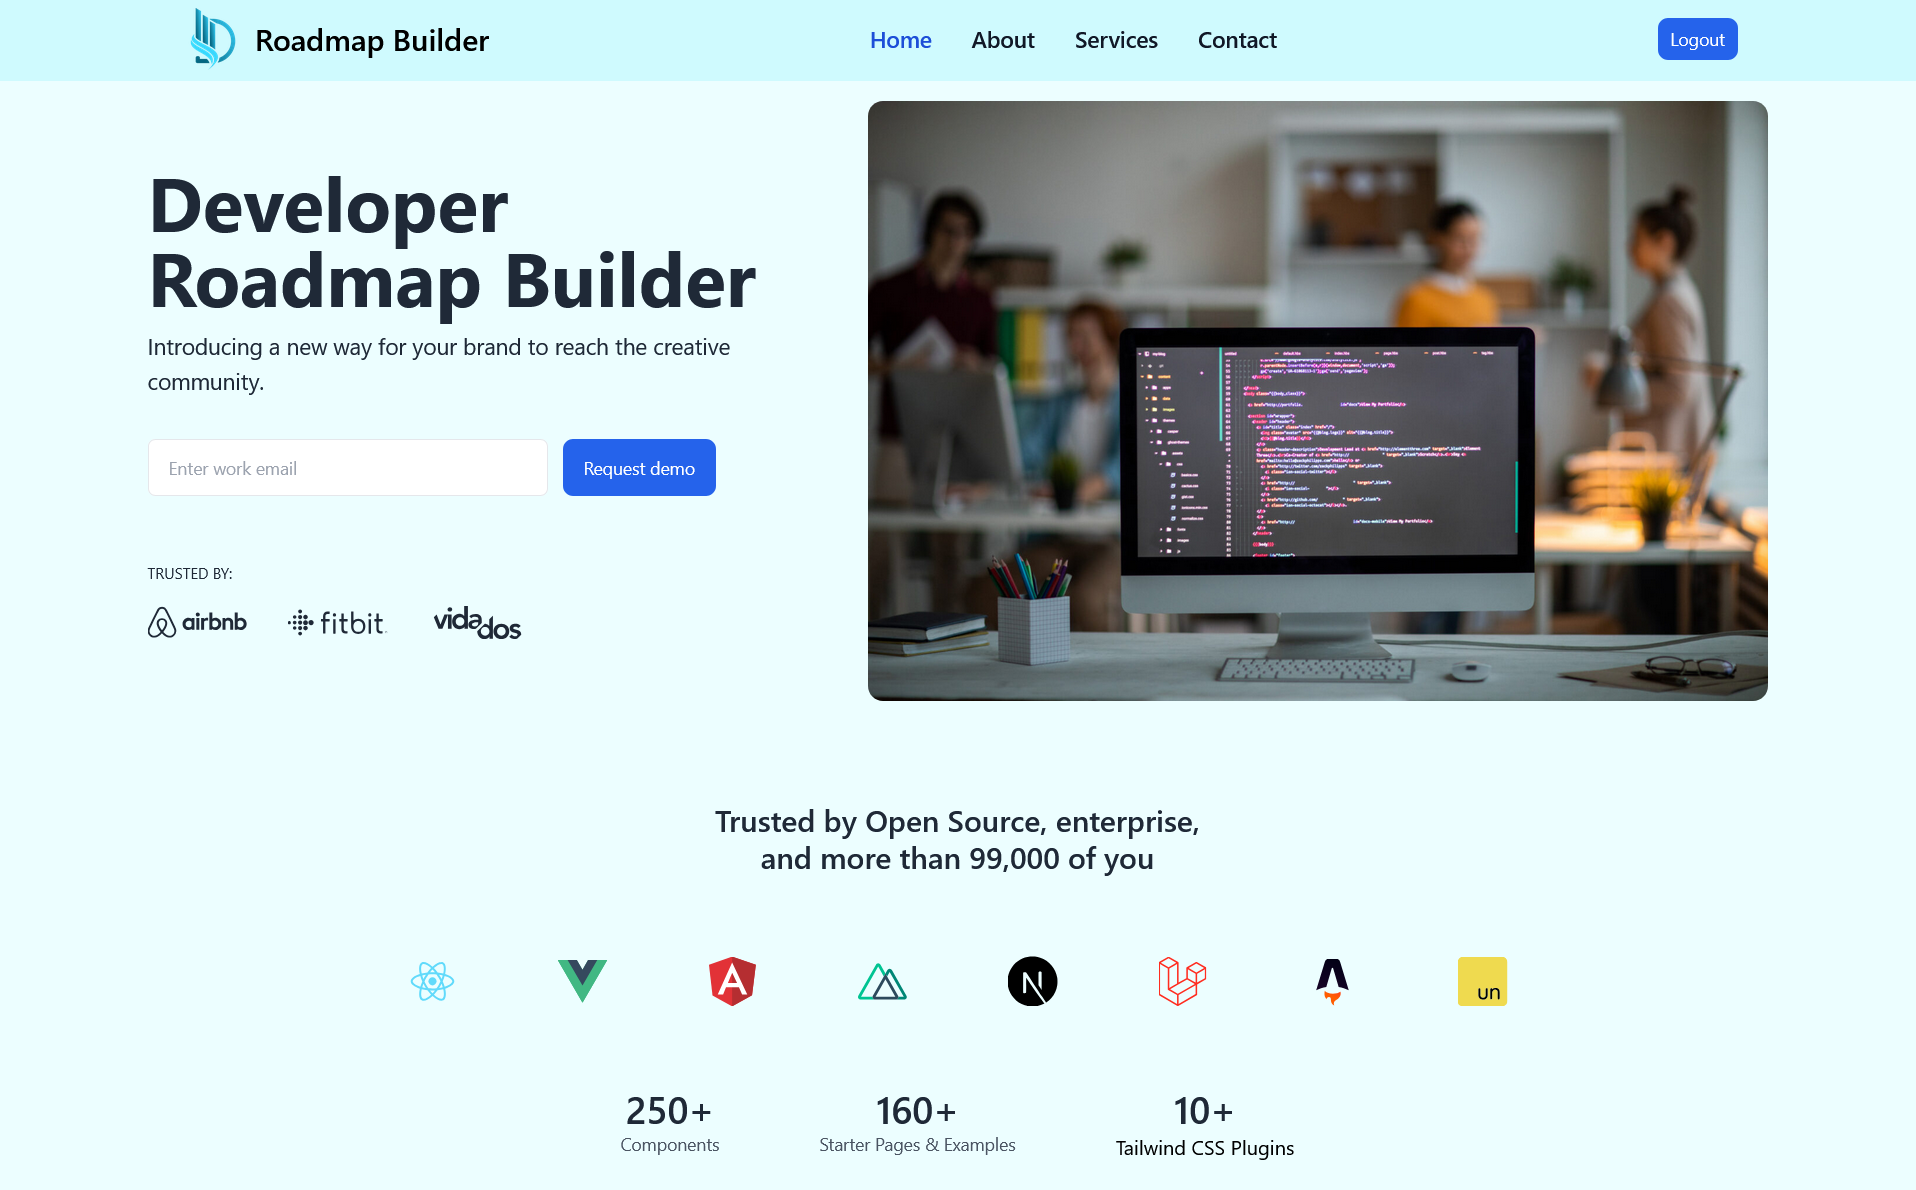 Roadmap Builder
Home
About
Services
Contact
Logout
Developer
Roadmap Builder
Introducing a new way for your brand to reach the creative
community.
Enter work email
Request demo
TRUSTED BY:
airbnb
fitbit
vida
dos
Trusted by Open Source, enterprise,
and more than 99,000 of you
un
250+
Components
160+
Starter Pages & Examples
10+
Tailwind CSS Plugins